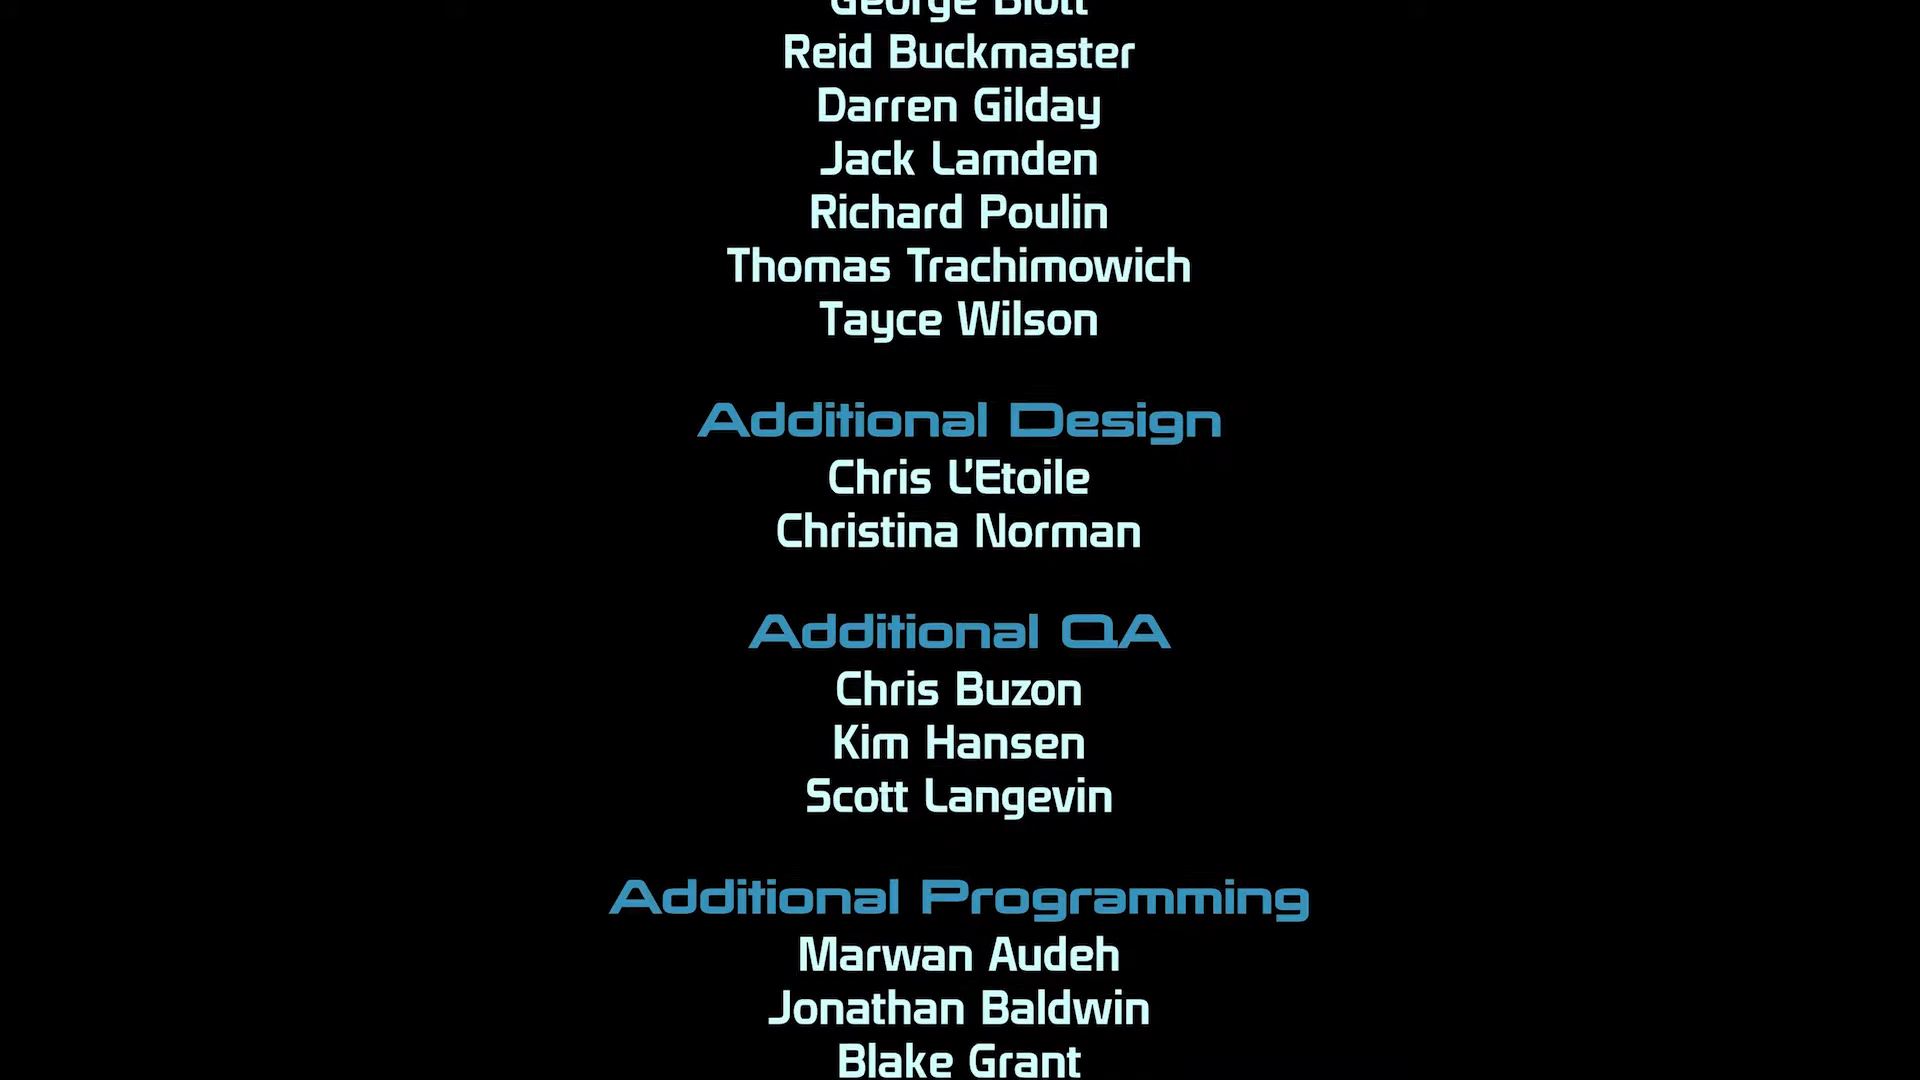 George
Reid Buckmaster
Darren Gilday
Jack Lamden
Richard Poulin
Thomas Trachimowich
Tayce Wilson
Additional Design
Chris L'Etoile
Christina Norman
Additional QA
Chris Buzon
Kim Hansen
Scott Langevin
Additional Programming
Marwan Audeh
Jonathan Baldwin
Blake Grant